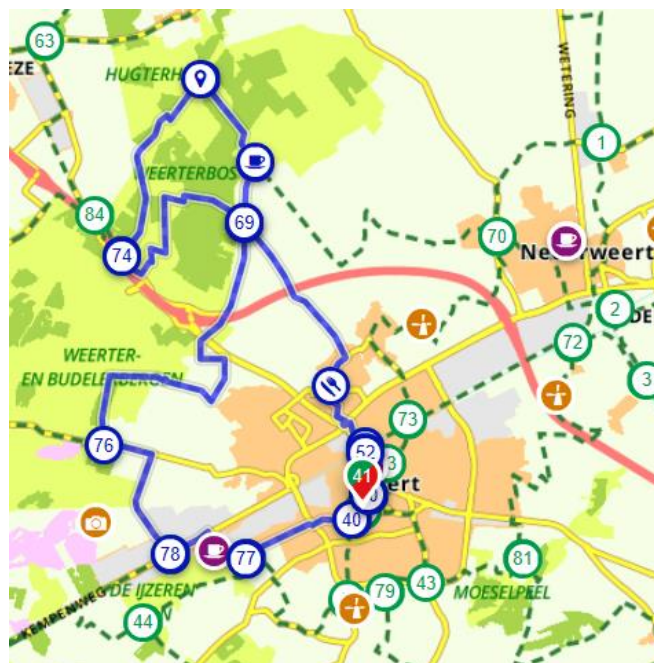 63
EZE
HUGTERH
WETERING
1
WEERTERBOS
84
69
70
74
Nederweert
2
DE
72
WEERTER-
EN BUDELERBERGEN
3
73
76
52
3
41
ert
40
78
77
81
DE IJZEREN
79
43
MOESELPEEL
KEMPENWEG
44